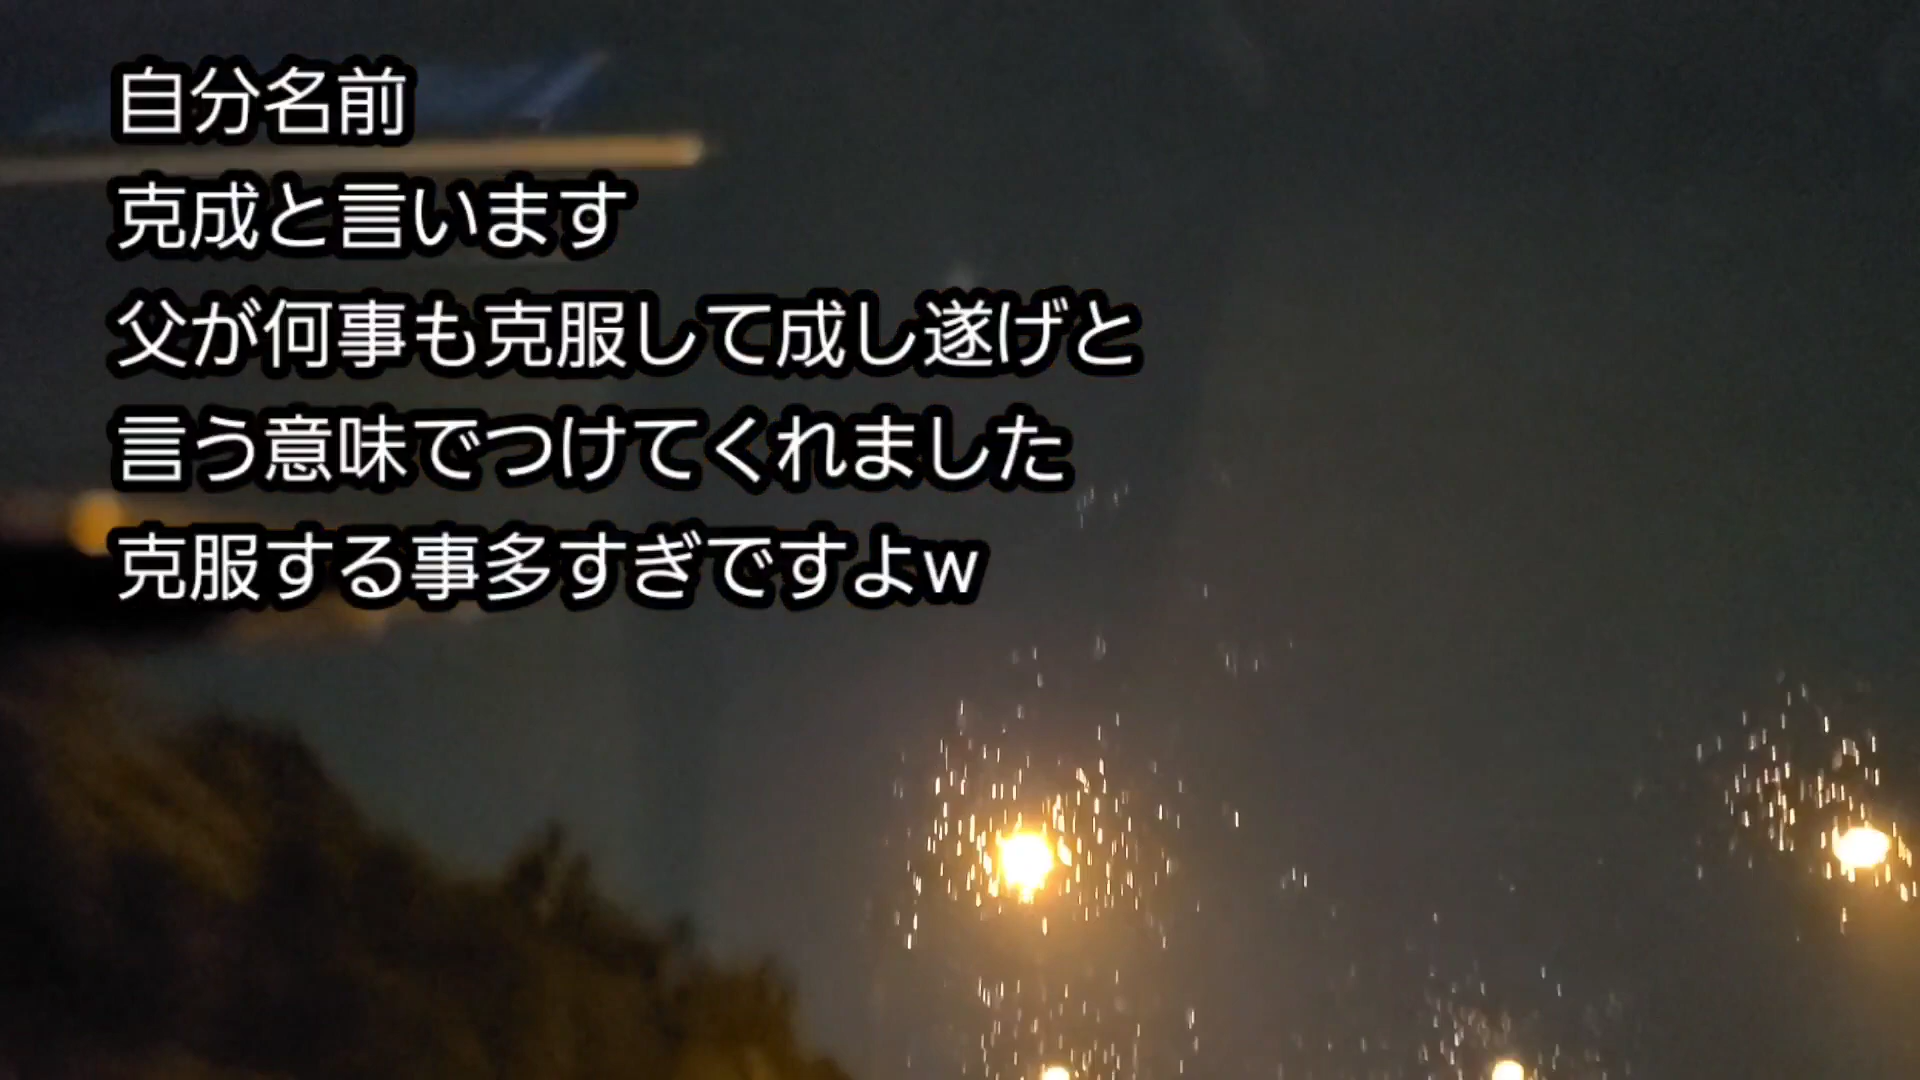 自分名前
克成と言います
父が何事も克服して成し遂げと
言う意味でつけてくれました
克服する事多すぎですよw